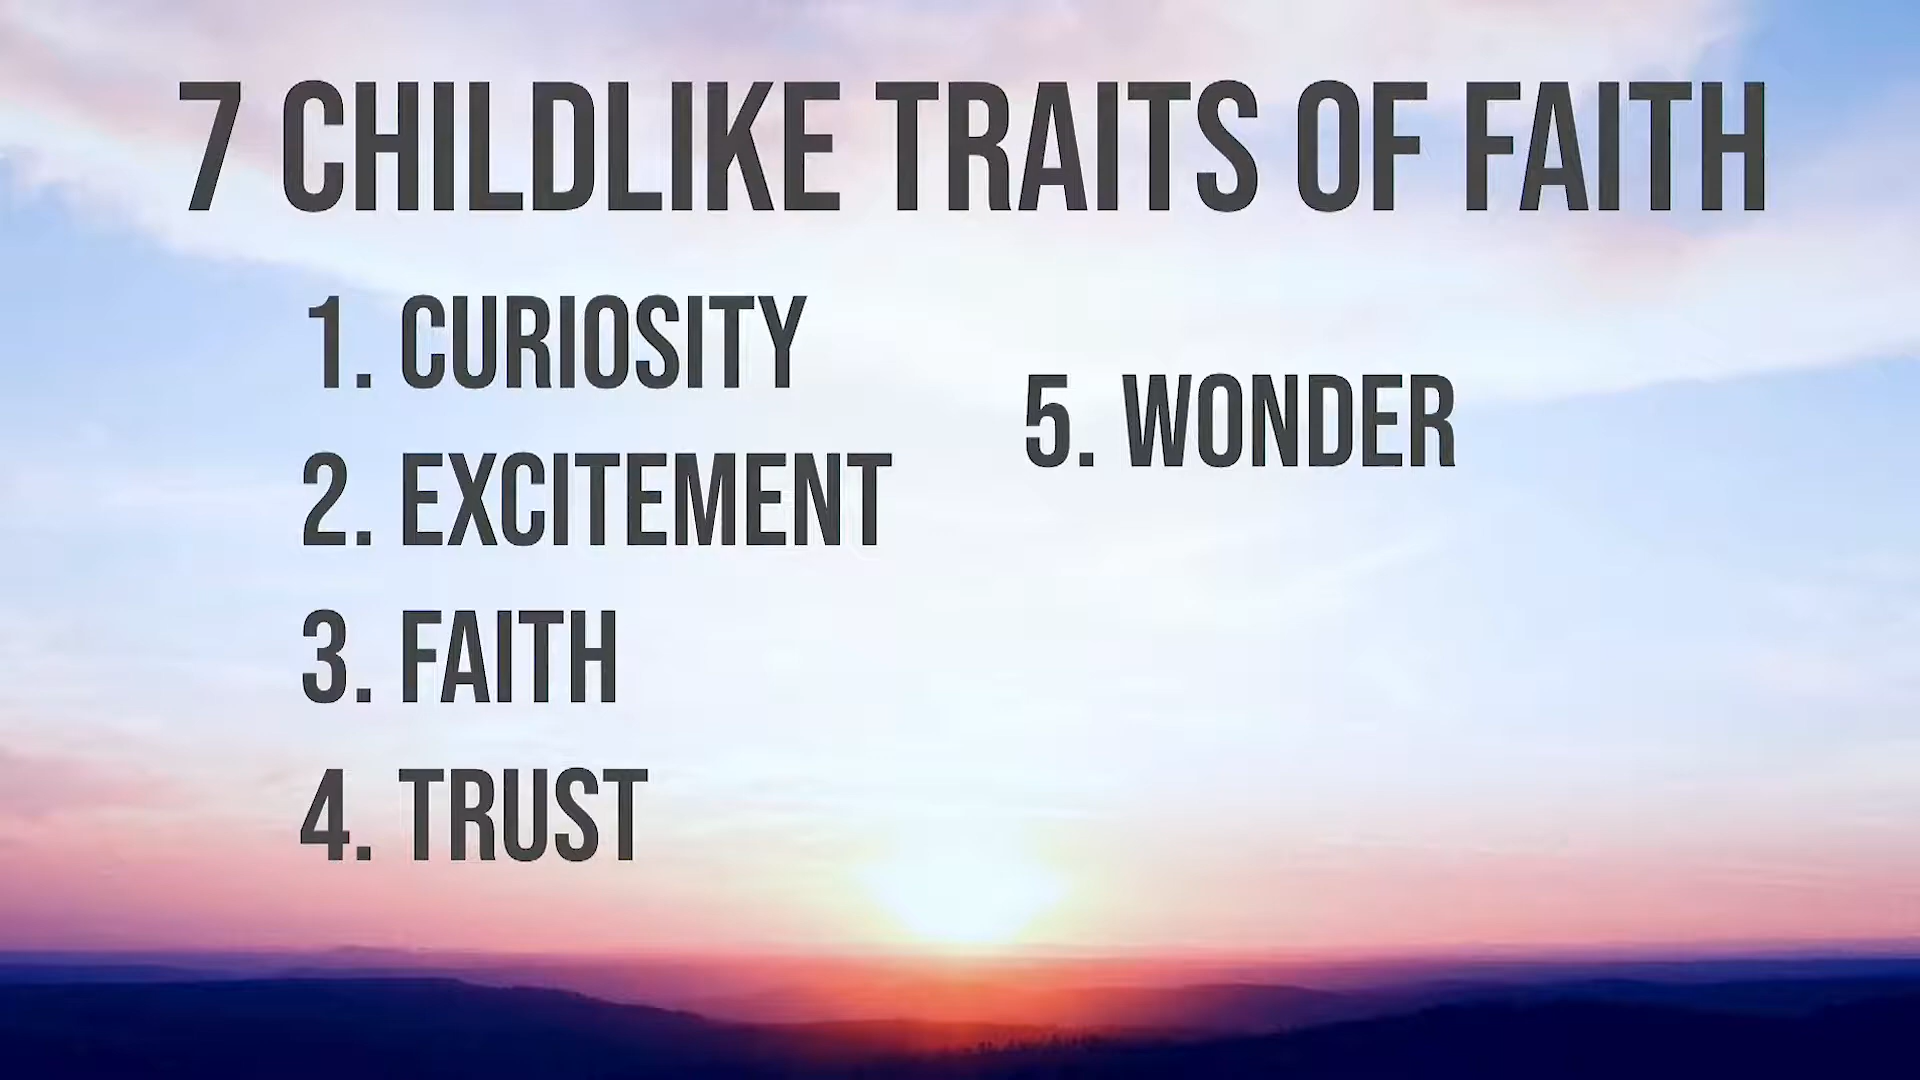 7 CHILDLIKE TRAITS OF FAITH
1. CURIOSITY
2. EXCITEMENT
3. FAITH
4. TRUST
5. WONDER